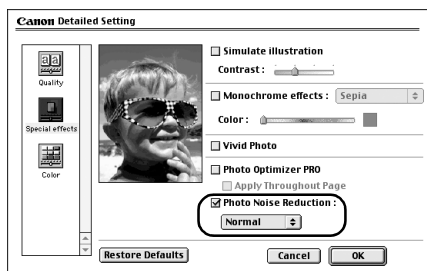 Canon Detailed Setting
aa
Quality
Special effects
Color
Simulate illustration
Contrast :
Monochrome effects : Sepia
Color :
Vivid Photo
Photo Optimizer PRO
Apply Throughout Page
Photo Noise Reduction :
Normal
Restore Defaults Cancel OK